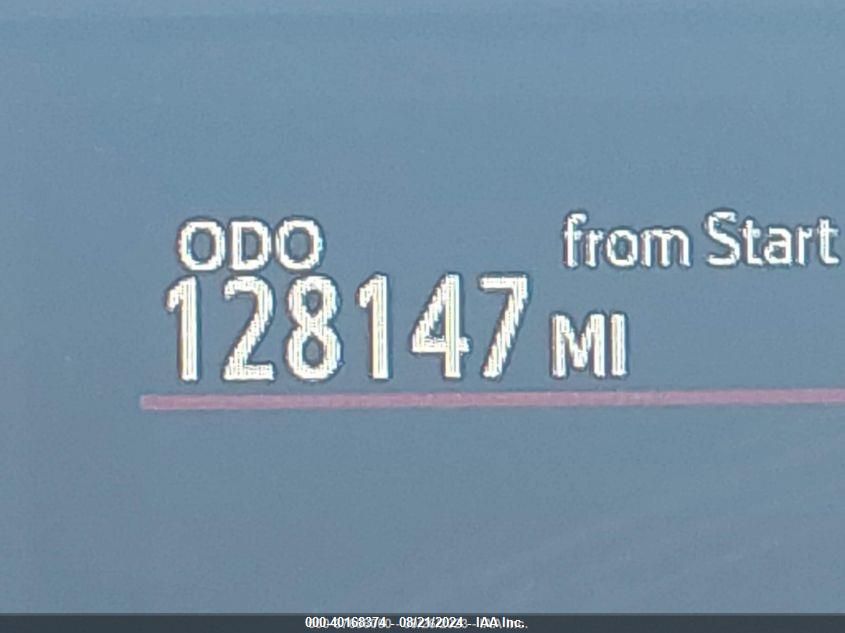 ODO
from Start
128147 MI
000-40168374 - 08/21/2024 - IAA Inc.